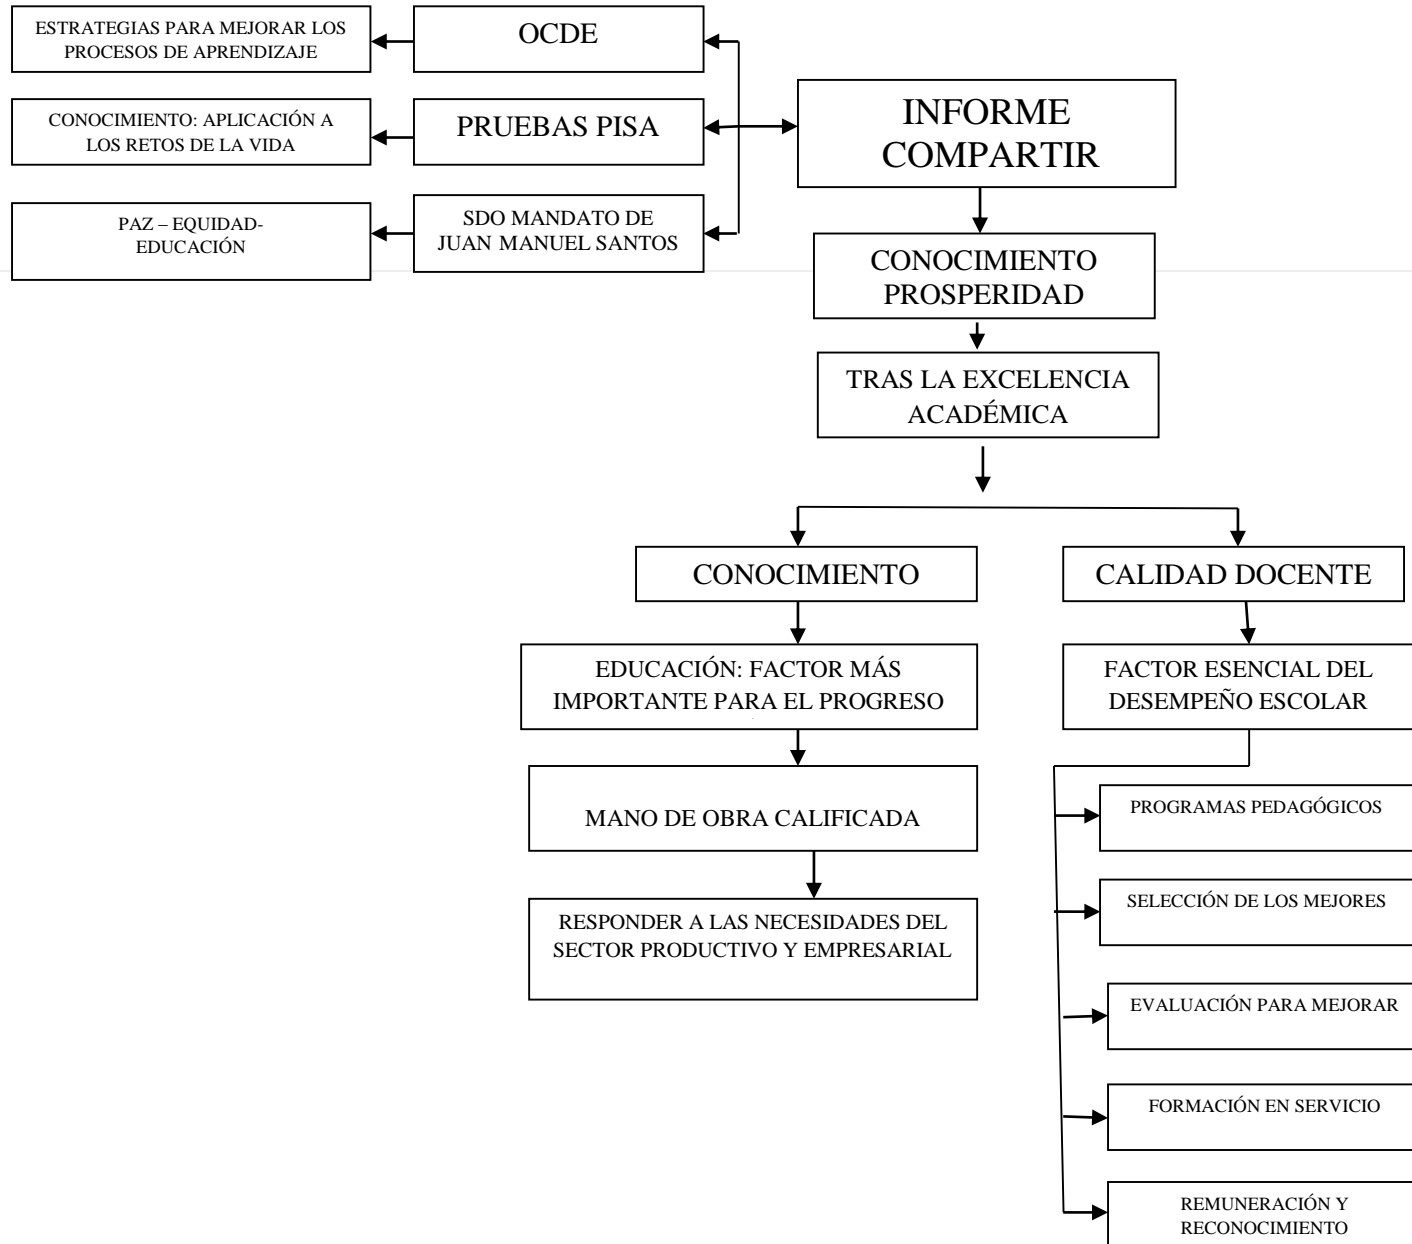 ESTRATEGIAS PARA MEJORAR LOS
PROCESOS DE APRENDIZAJE
OCDE
CONOCIMIENTO: APLICACIÓN A
LOS RETOS DE LA VIDA
PRUEBAS PISA
INFORME
COMPARTIR
PAZ – EQUIDAD-
EDUCACIÓN
SDO MANDATO DE
JUAN MANUEL SANTOS
CONOCIMIENTO
PROSPERIDAD
TRAS LA EXCELENCIA
ACADÉMICA
CONOCIMIENTO
CALIDAD DOCENTE
EDUCACIÓN: FACTOR MÁS
IMPORTANTE PARA EL PROGRESO
FACTOR ESENCIAL DEL
DESEMPEÑO ESCOLAR
MANO DE OBRA CALIFICADA
RESPONDER A LAS NECESIDADES DEL
SECTOR PRODUCTIVO Y EMPRESARIAL
PROGRAMAS PEDAGÓGICOS
SELECCIÓN DE LOS MEJORES
EVALUACIÓN PARA MEJORAR
FORMACIÓN EN SERVICIO
REMUNERACIÓN Y
RECONOCIMIENTO